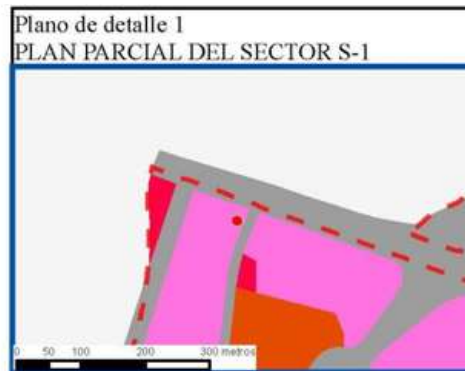 Plano de detalle 1
PLAN PARCIAL DEL SECTOR S-1
0 50 100 200 300 metros